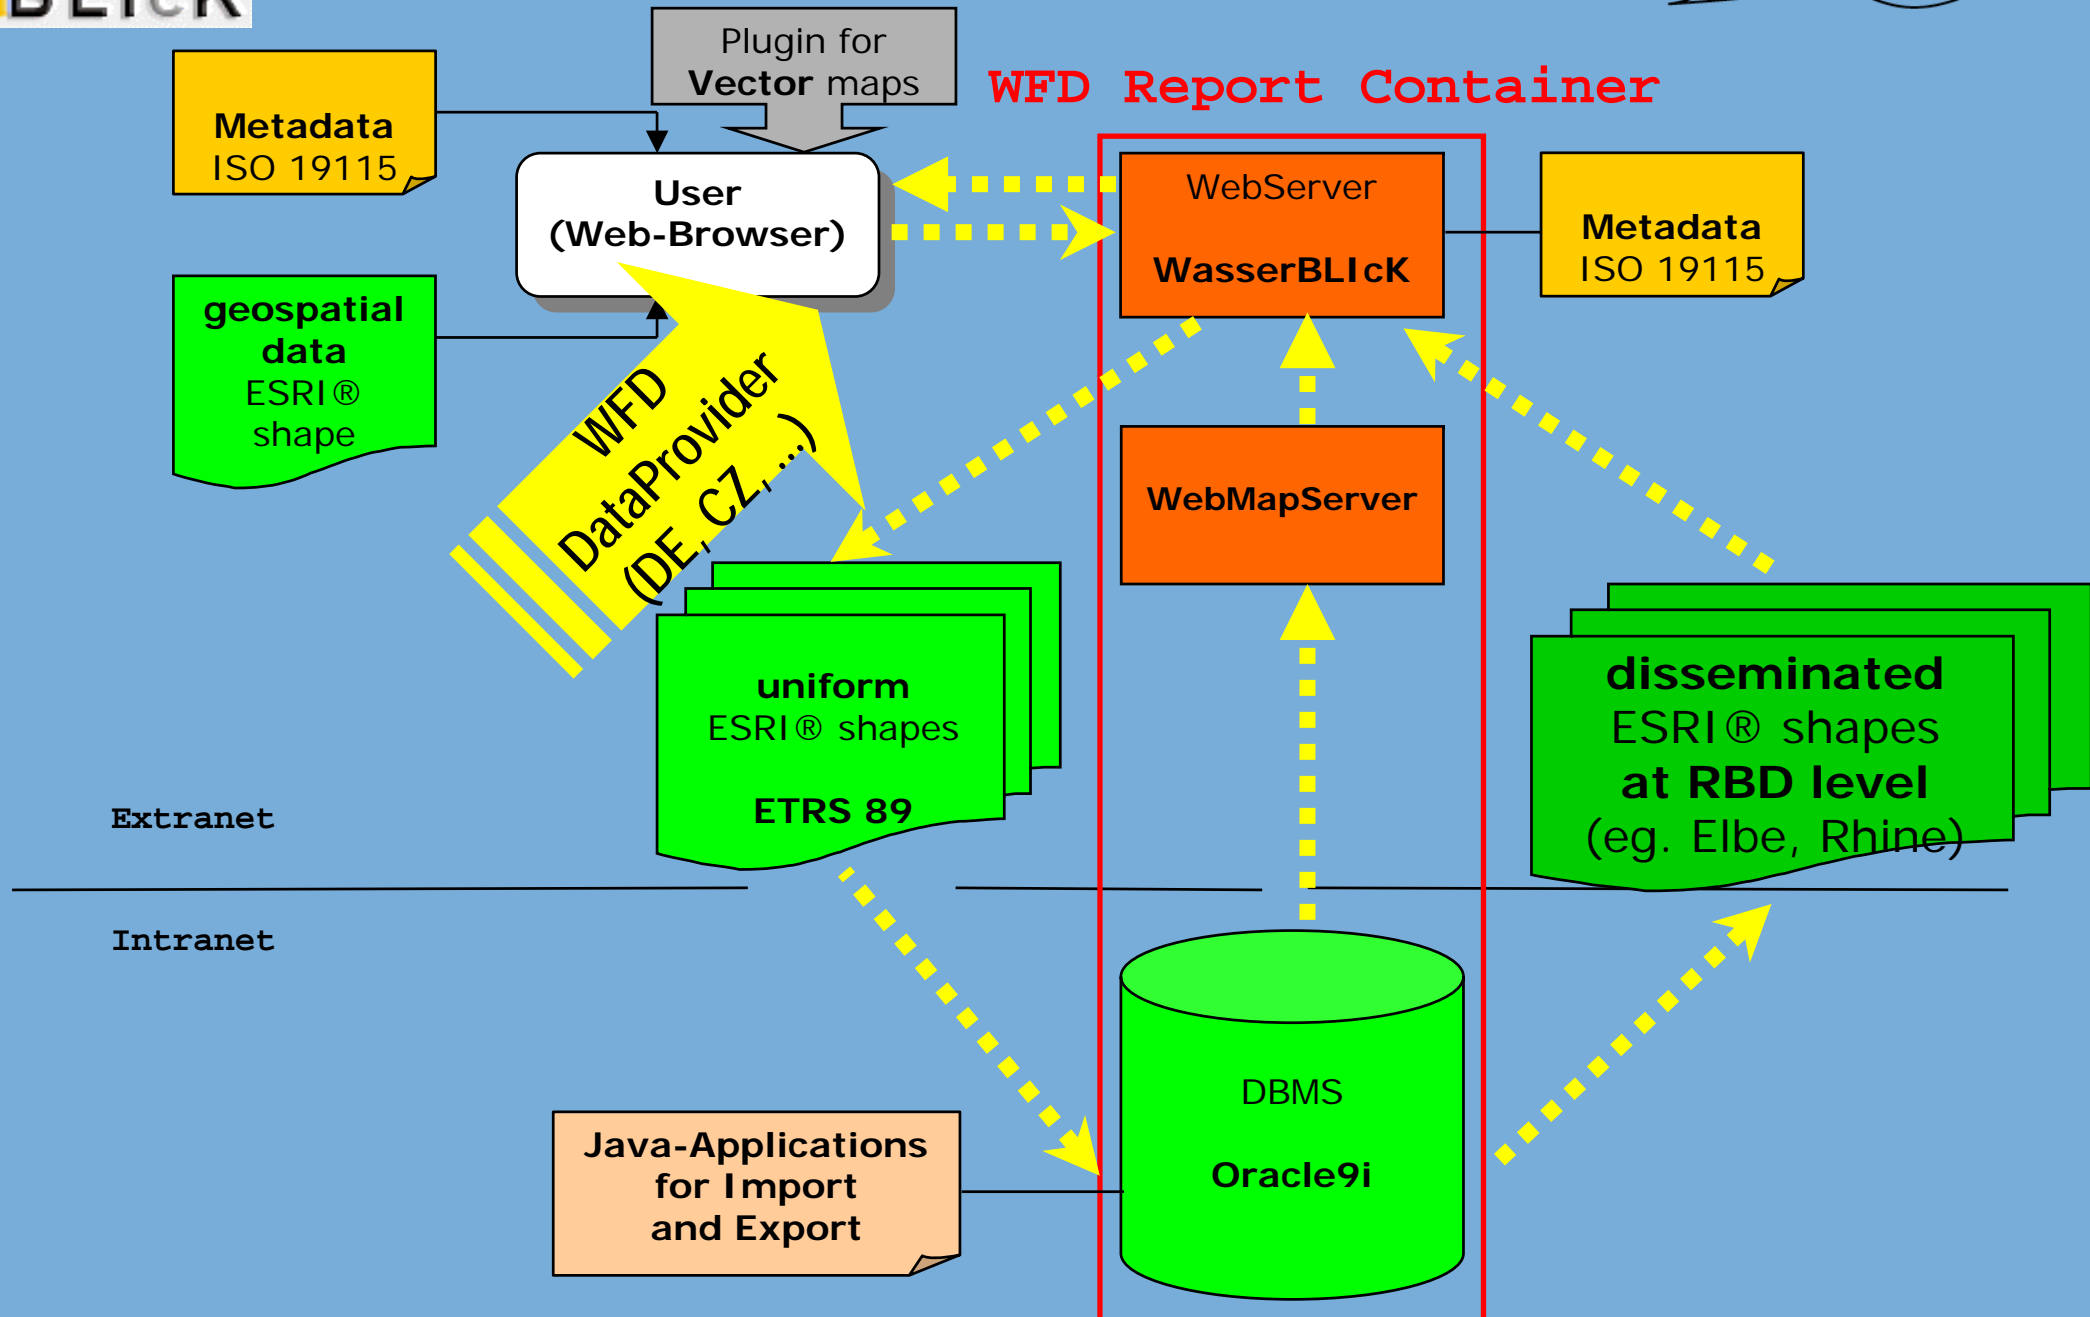 BLIcK
Plugin for
Vector maps
WFD Report Container
Metadata
ISO 19115
User
(Web-Browser)
WebServer
WasserBLIcK
Metadata
ISO 19115
geospatial
data
ESRI®
shape
WFD
DataProvider
(DE, CZ, ...)
WebMapServer
uniform
ESRI® shapes
ETRS 89
disseminated
ESRI® shapes
at RBD level
(eg. Elbe, Rhine)
Extranet
Intranet
DBMS
Oracle9i
Java-Applications
for Import
and Export